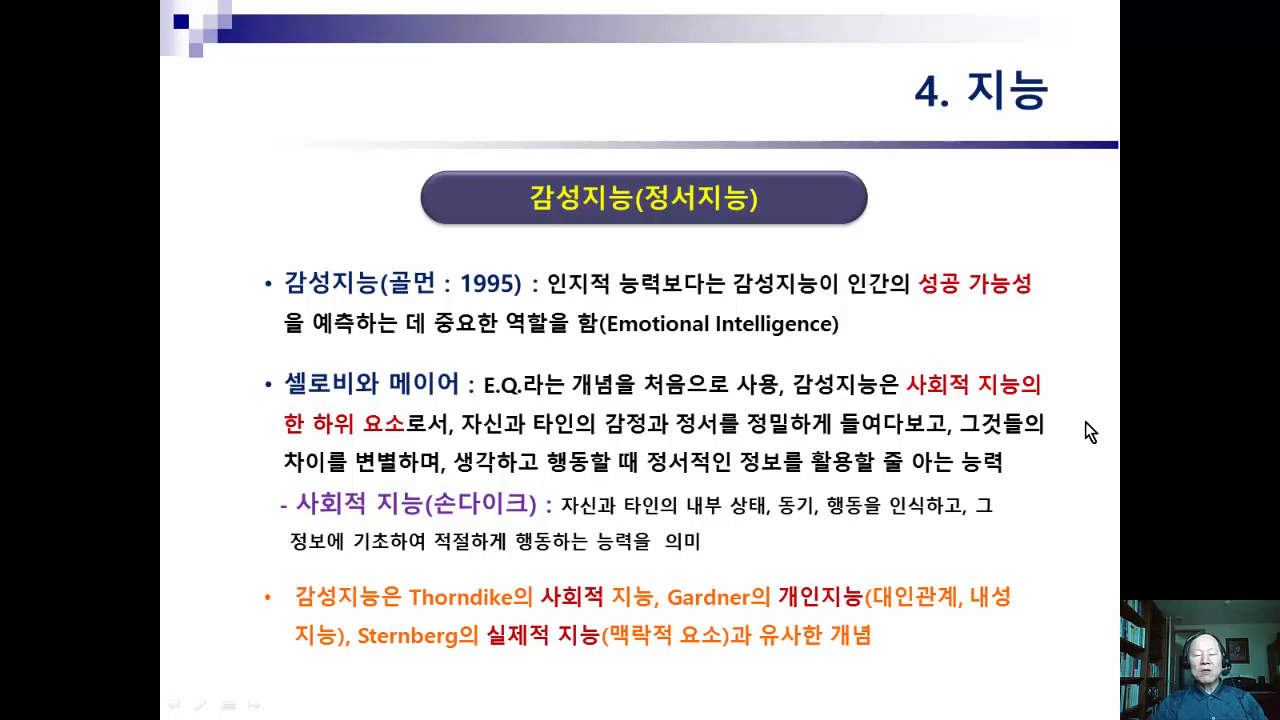 4. 지능
감성지능(정서지능)
• 감성지능(골먼 : 1995) : 인지적 능력보다는 감성지능이 인간의 성공 가능성
을 예측하는 데 중요한 역할을 함(Emotional Intelligence)
• 셀로비와 메이어 : E.Q.라는 개념을 처음으로 사용, 감성지능은 사회적 지능의
한 하위 요소로서, 자신과 타인의 감정과 정서를 정밀하게 들여다보고, 그것들의
차이를 변별하며, 생각하고 행동할 때 정서적인 정보를 활용할 줄 아는 능력
- 사회적 지능(손다이크) : 자신과 타인의 내부 상태, 동기, 행동을 인식하고, 그
정보에 기초하여 적절하게 행동하는 능력을 의미
• 감성지능은 Thorndike의 사회적 지능, Gardner의 개인지능(대인관계, 내성
지능), Sternberg의 실제적 지능(맥락적 요소)과 유사한 개념